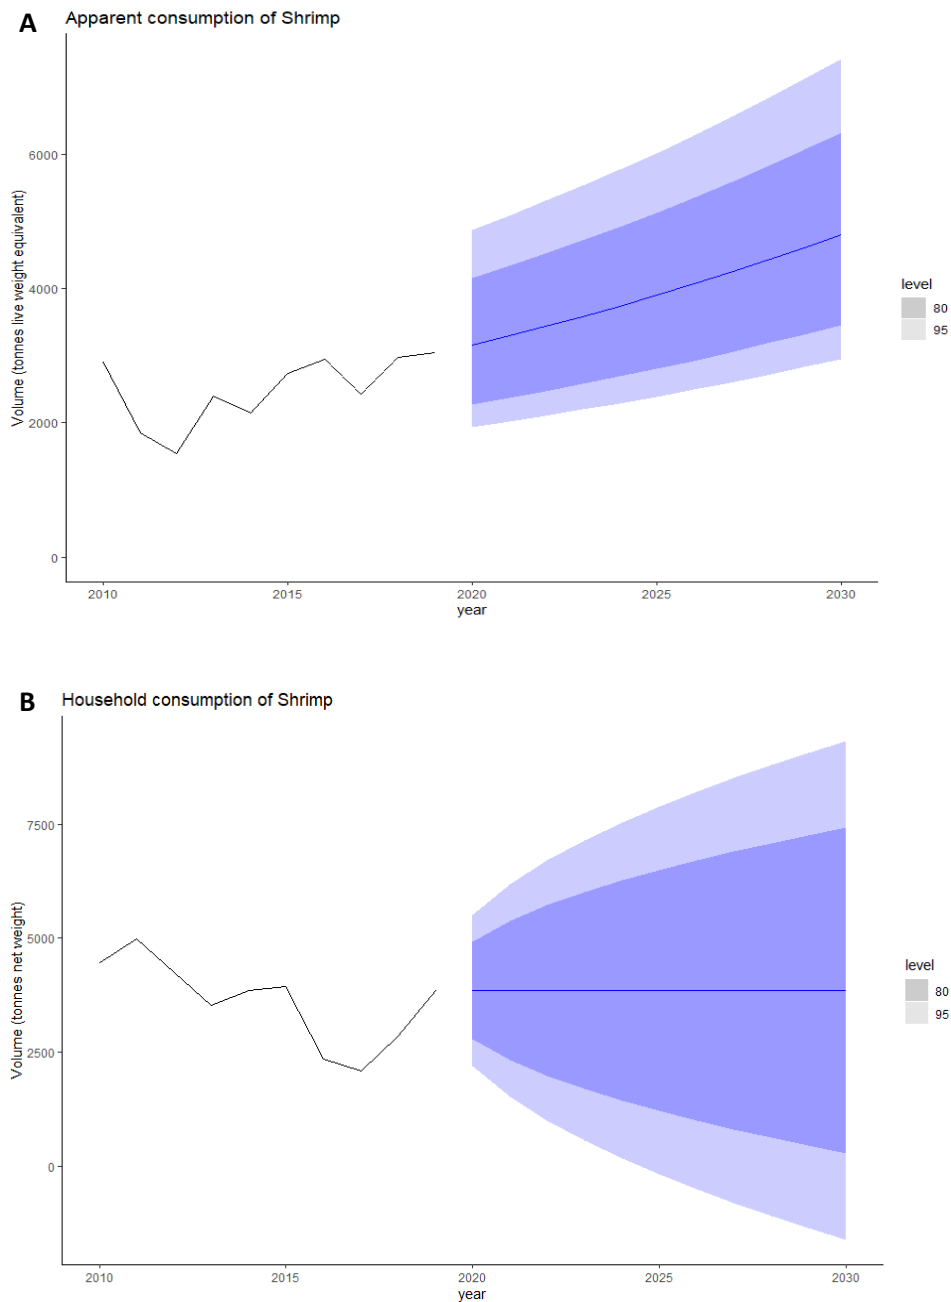 A
Apparent consumption of Shrimp
Volume (tonnes live weight equivalent)
6000
4000
2000
0
2010 2015 2020 2025 2030
year
level
80
95
B
Household consumption of Shrimp
Volume (tonnes net weight)
7500
5000
2500
0
2010 2015 2020 2025 2030
year
level
80
95